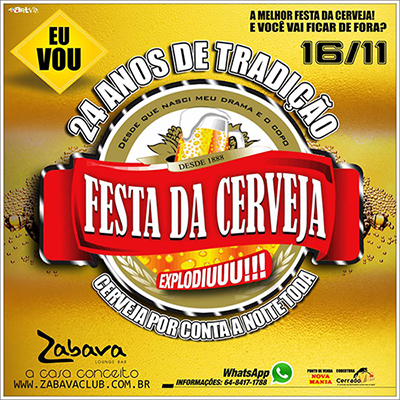 EU
VOU
A MELHOR FESTA DA CERVEJA!
E VOCÊ VAI FICAR DE FORA?
16/11
24 ANOS DE TRADIÇÃO
DESDE QUE NASCI MEU DRAMA E O COPO
DESDE 1888
FESTA DA CERVEJA
EXPLODIUUU!!!
CERVEJA POR CONTA A NOITE TODA
Zabava
LOUNGE BAR
a casa conceito
WWW.ZABAVACLUB.COM.BR
WhatsApp
INFORMAÇÕES: 64-8417-1788
PONTO DE VENDA
NOVA
MANIA
COBERTURA
Cerrado